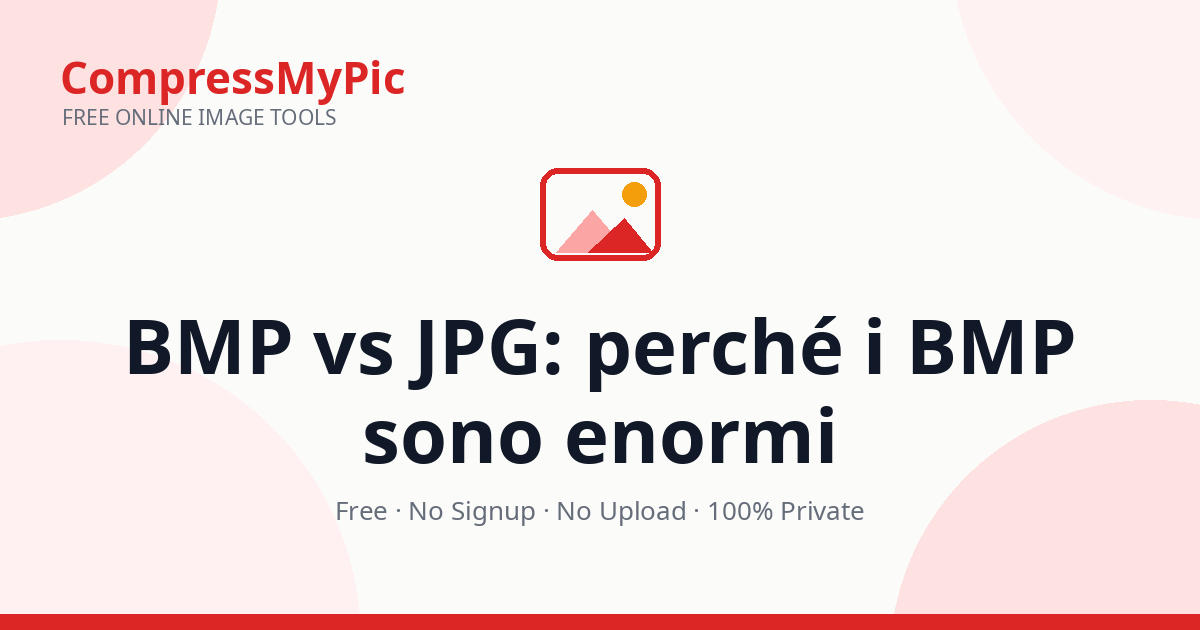 CompressMyPic
FREE ONLINE IMAGE TOOLS
BMP vs JPG: perché i BMP
sono enormi
Free · No Signup · No Upload · 100% Private